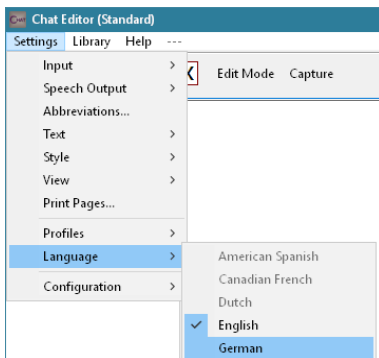 Chat Editor (Standard)
Settings Library Help ---
Edit Mode Capture
Input
Speech Output
Abbreviations...
Text
Style
View
Print Pages...
Profiles
Language
Configuration
American Spanish
Canadian French
Dutch
English
German